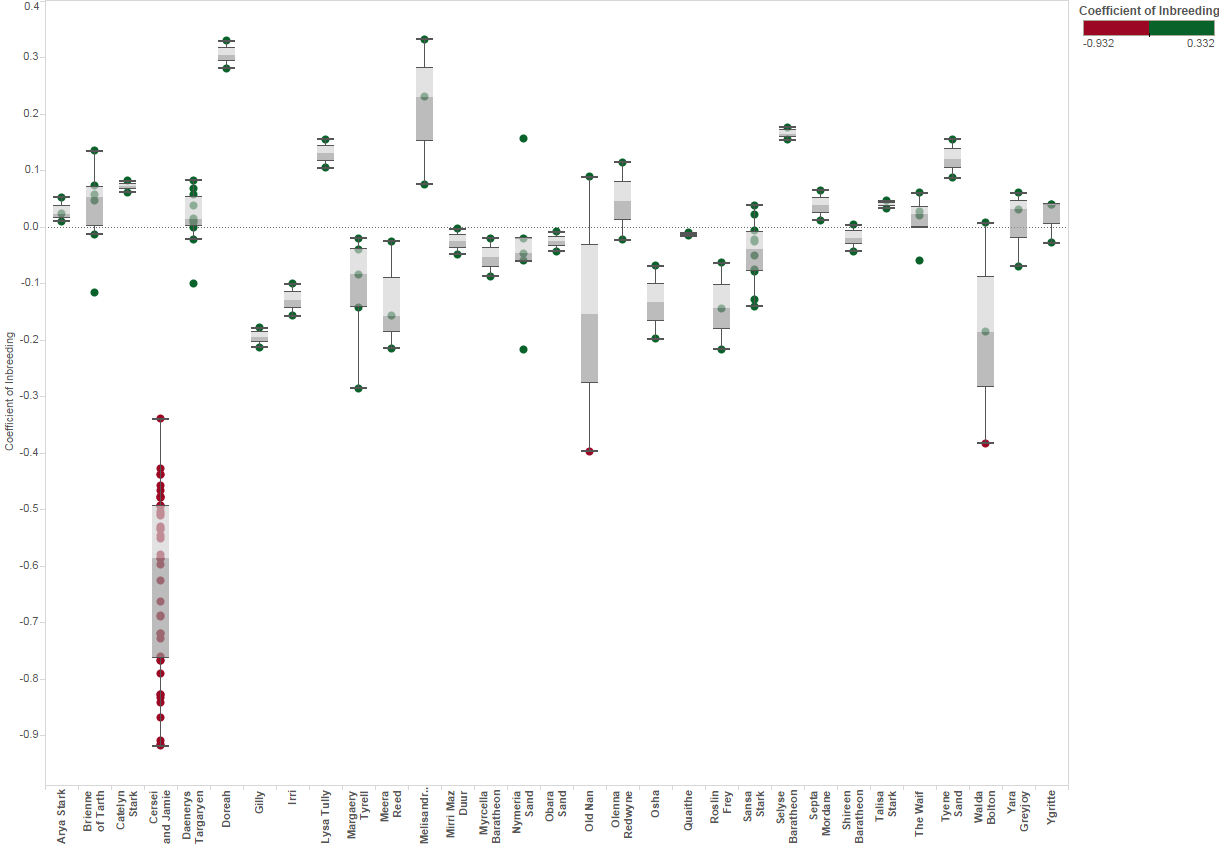 Coefficient of Inbreeding
-0.932 0.332
0.4
0.3
0.2
0.1
0.0
-0.1
-0.2
-0.3
-0.4
-0.5
-0.6
-0.7
-0.8
-0.9
Coefficient of Inbreeding
Arya Stark
Brienne
of Tarth
Catelyn
Stark
Cersei
and Jamie
Daenerys
Targaryen
Doreah
Gilly
Irri
Lysa Tully
Margaery
Tyrell
Meera
Reed
Melisandr..
Mirri Maz
Duur
Myrcella
Baratheon
Nymeria
Sand
Obara
Sand
Old Nan
Olenna
Redwyne
Osha
Quaithe
Roslin
Frey
Sansa
Stark
Selyse
Baratheon
Septa
Mordane
Shireen
Baratheon
Talisa
Stark
The Waif
Tyene
Sand
Walda
Bolton
Yara
Greyjoy
Ygritte